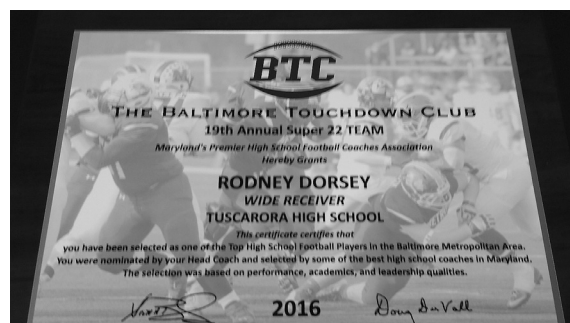 BTC
THE BALTIMORE TOUCHDOWN CLUB
19th Annual Super 22 TEAM
Maryland's Premier High School Football Coaches Association
Hereby Grants
RODNEY DORSEY
WIDE RECEIVER
TUSCARORA HIGH SCHOOL
This certificate certifies that
you have been selected as one of the Top High School Football Players in the Baltimore Metropolitan Area.
You were nominated by your Head Coach and selected by some of the best high school coaches in Maryland.
The selection was based on performance, academics, and leadership qualities.
2016 Doug DuVall